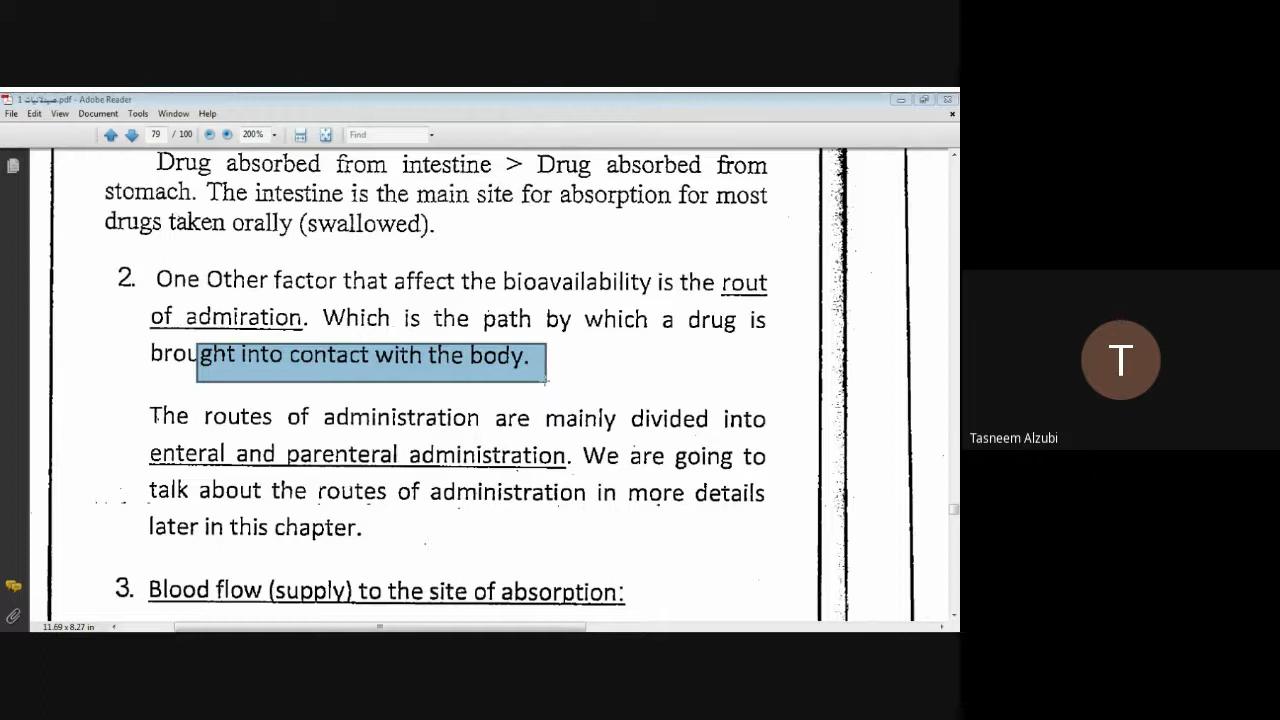 1 صيدلانيات.pdf - Adobe Reader
File Edit View Document Tools Window Help
79 / 100 200% Find
Drug absorbed from intestine > Drug absorbed from
stomach. The intestine is the main site for absorption for most
drugs taken orally (swallowed).
2. One Other factor that affect the bioavailability is the rout
of admiration. Which is the path by which a drug is
brought into contact with the body.
The routes of administration are mainly divided into
enteral and parenteral administration. We are going to
talk about the routes of administration in more details
later in this chapter.
3. Blood flow (supply) to the site of absorption:
11.69 x 8.27 in
T
Tasneem Alzubi